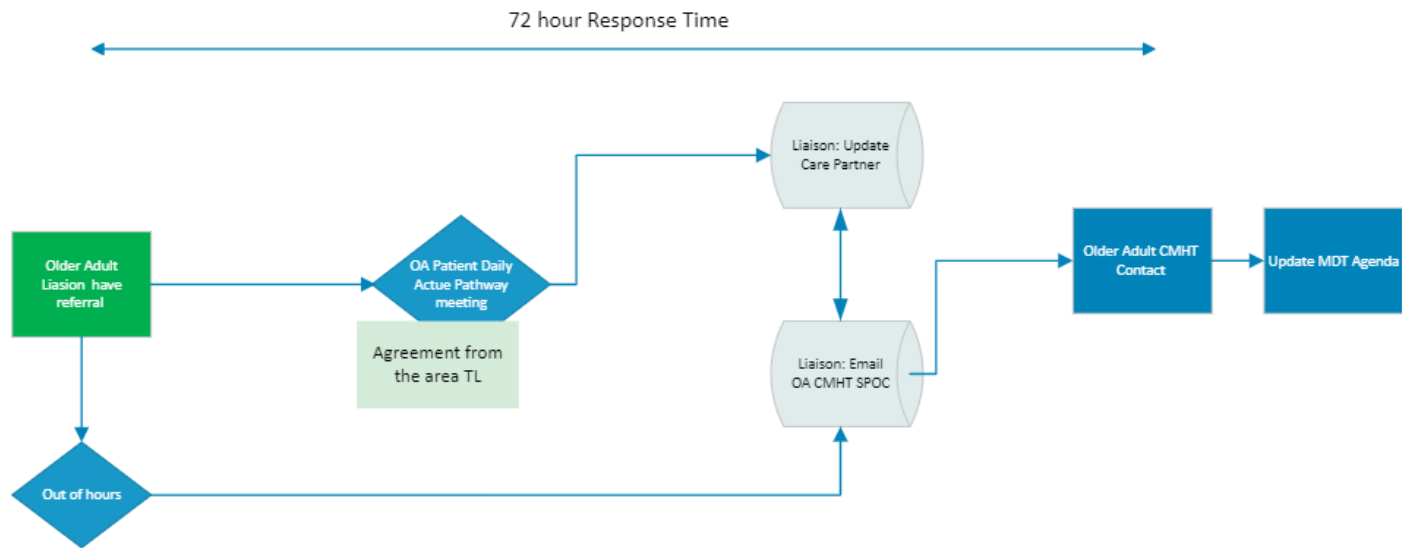 72 hour Response Time
Liaison: Update
Care Partner
Older Adult
Liasion have
referral
OA Patient Daily
Actue Pathway
meeting
Agreement from
the area TL
Liaison: Email
OA CMHT SPOC
Older Adult CMHT
Contact
Update MDT Agenda
Out of hours